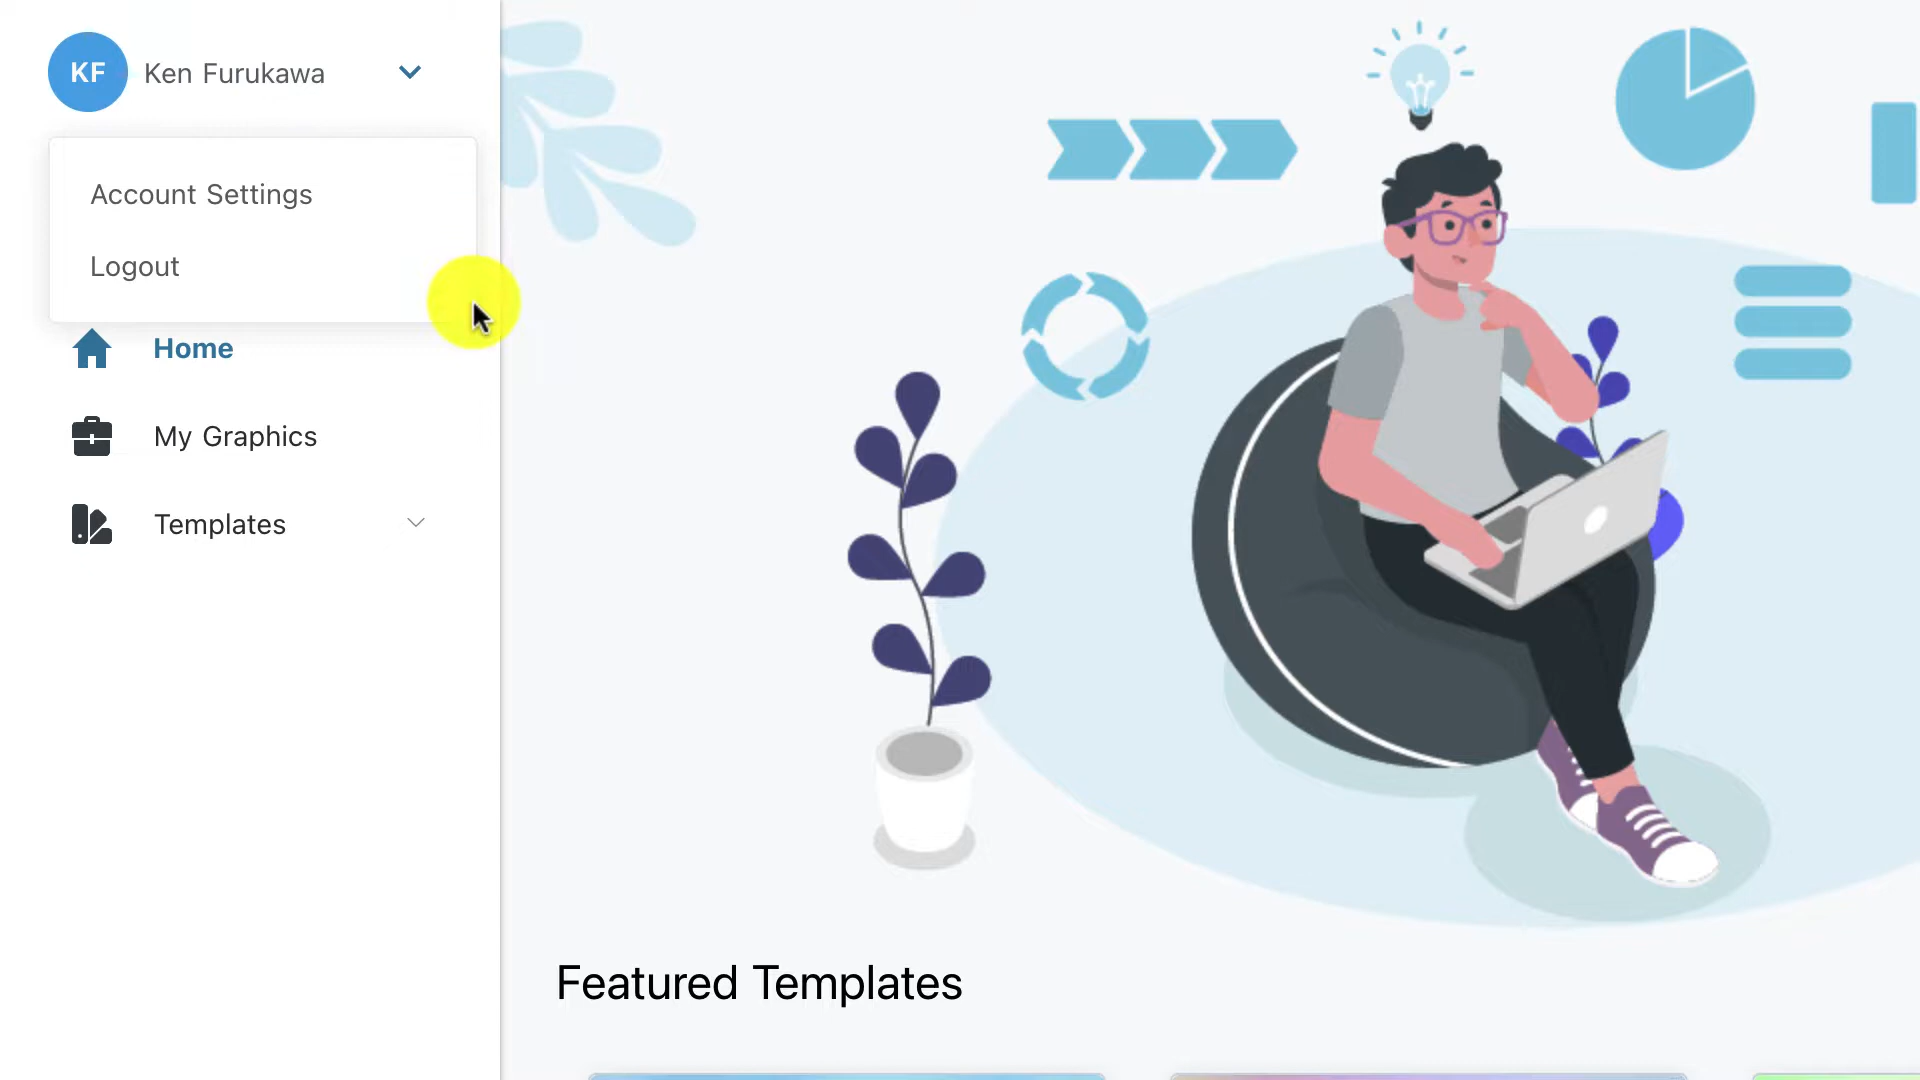 KF Ken Furukawa
Account Settings
Logout
Home
My Graphics
Templates
Featured Templates